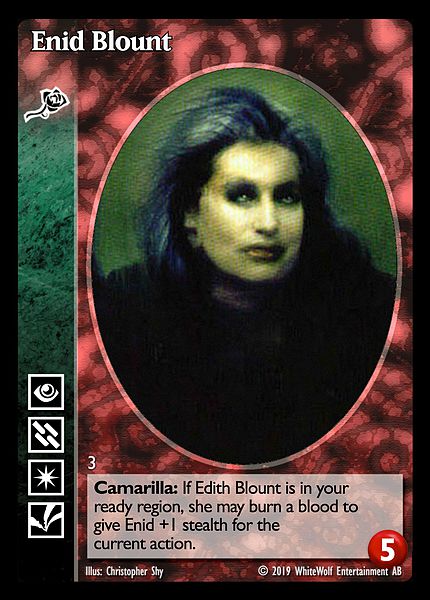 Enid Blount
3
Camarilla: If Edith Blount is in your
ready region, she may burn a blood to
give Enid +1 stealth for the
current action.
5
Illus: Christopher Shy
© 2019 WhiteWolf Entertainment AB